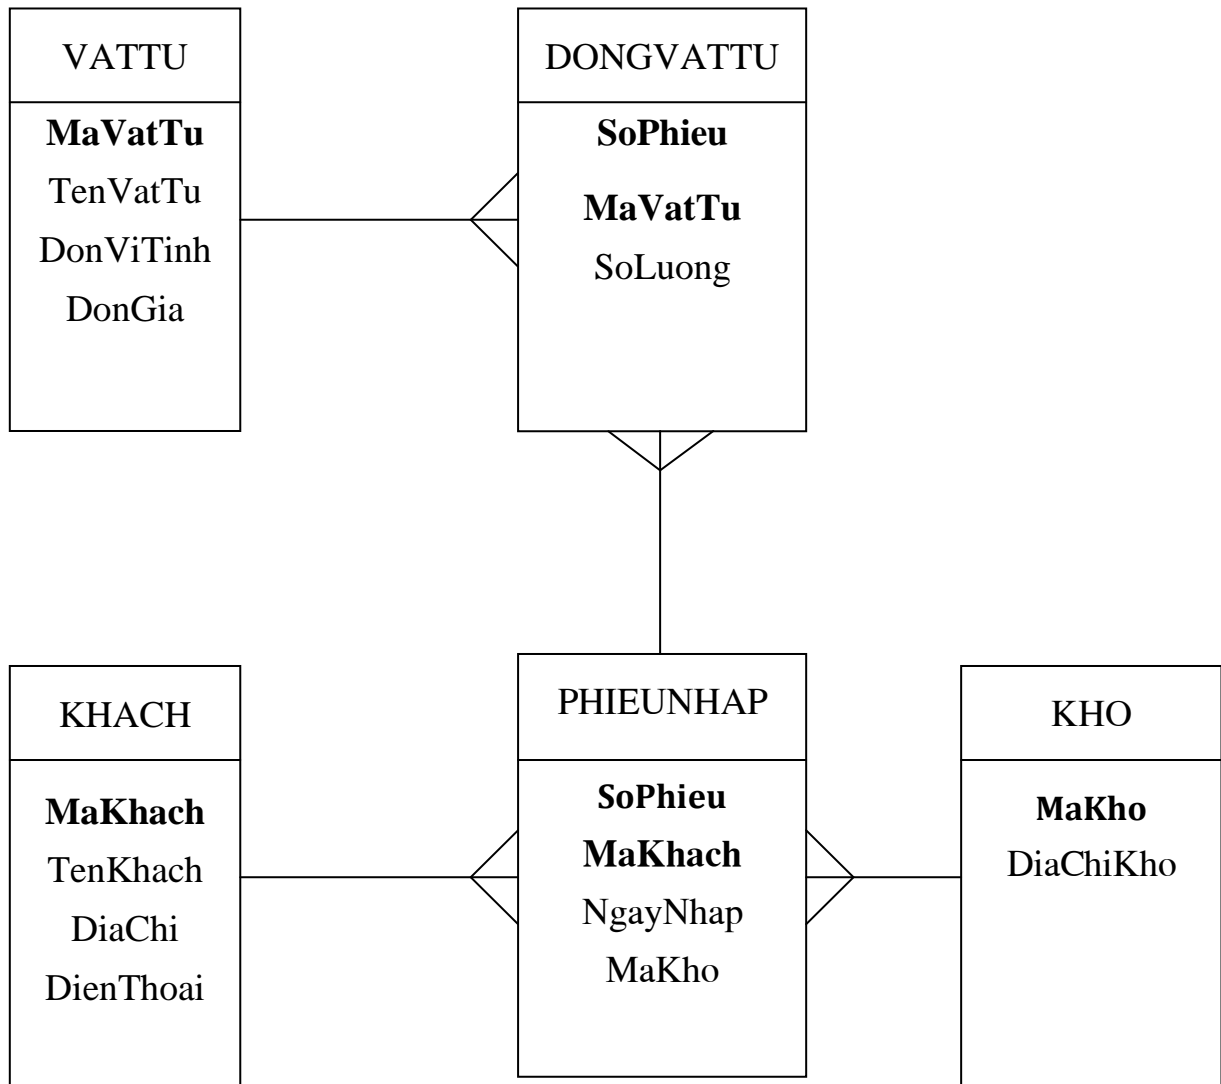 VATTU
MaVatTu
TenVatTu
DonViTinh
DonGia
DONGVATTU
SoPhieu
MaVatTu
SoLuong
KHACH
MaKhach
TenKhach
DiaChi
DienThoai
PHIEUNHAP
SoPhieu
MaKhach
NgayNhap
MaKho
KHO
MaKho
DiaChiKho